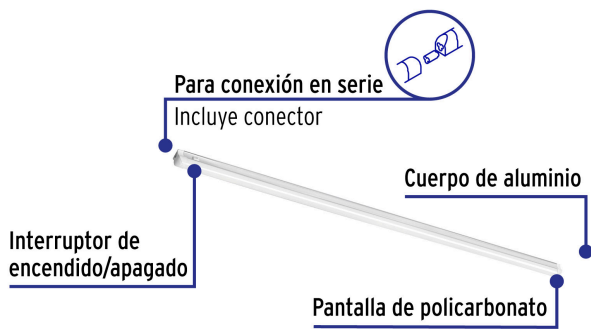 Para conexión en serie
Incluye conector
Cuerpo de aluminio
Interruptor de
encendido/apagado
Pantalla de policarbonato